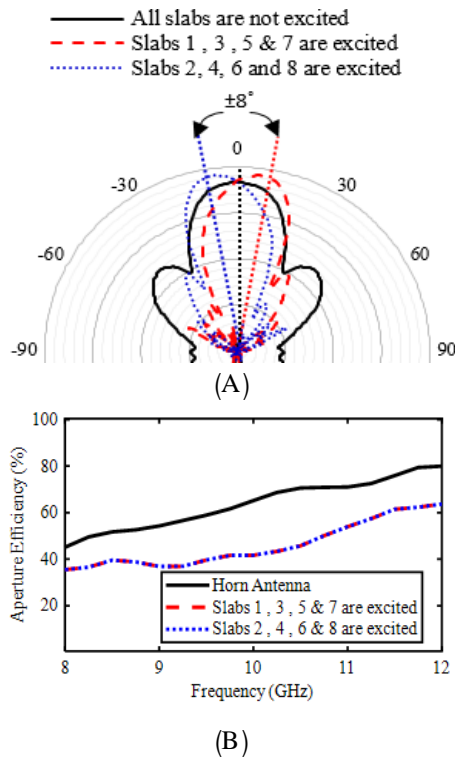 All slabs are not excited
Slabs 1 , 3 , 5 & 7 are excited
Slabs 2, 4, 6 and 8 are excited
±8°
0
-30
30
-60
60
-90
90
(A)
100
80
60
40
20
Aperture Efficiency (%)
Horn Antenna
Slabs 1 , 3 , 5 & 7 are excited
Slabs 2 , 4 , 6 & 8 are excited
8
9
10
11
12
Frequency (GHz)
(B)